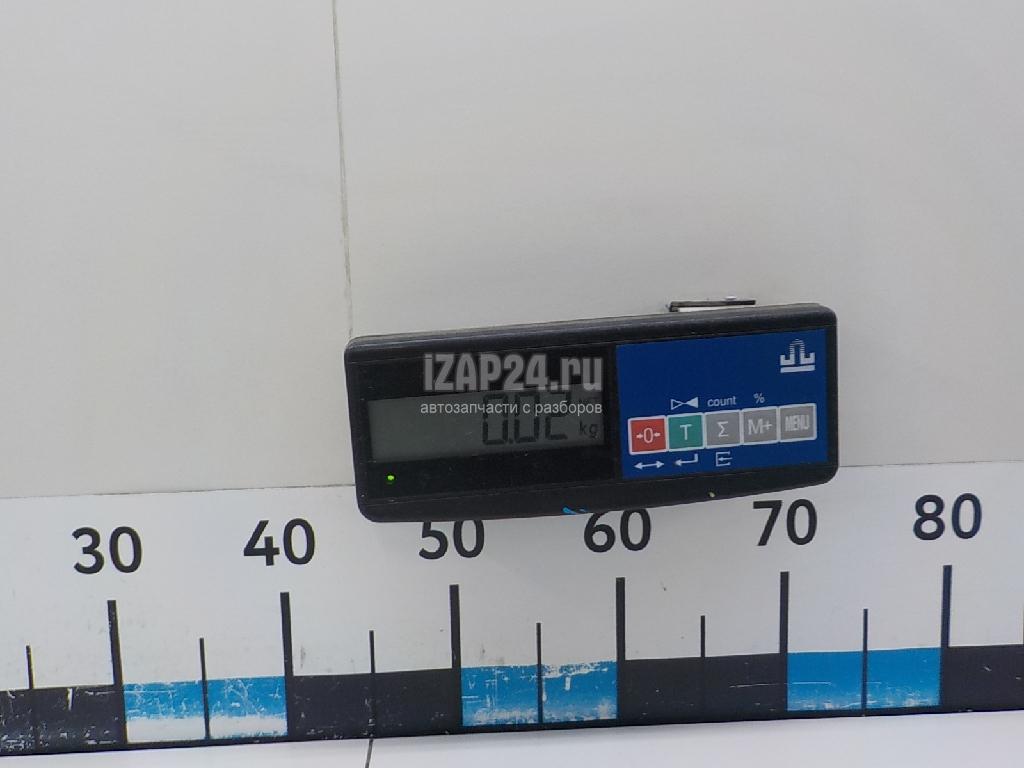 iZAP24.ru
автозапчасти с разборов
0.02 kg
count %
→0← T Σ M+ MENU
30 40 50 60 70 80